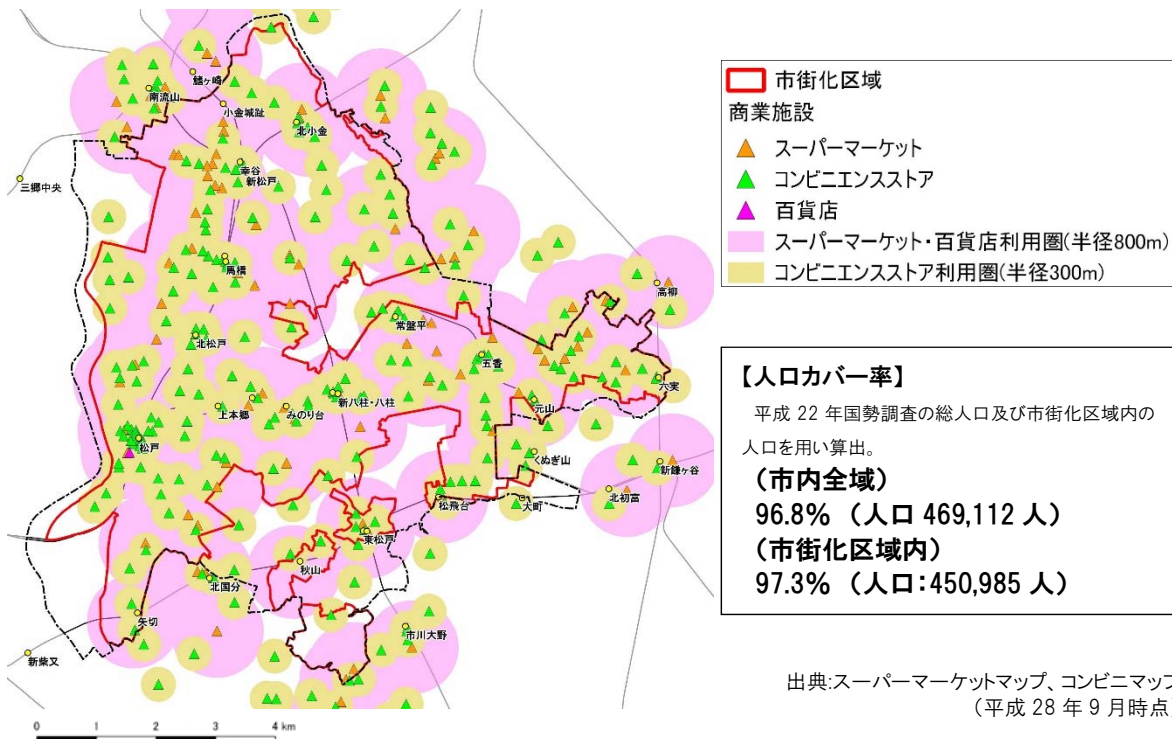 鰭ヶ崎
南流山
小金城趾
北小金
三郷中央
幸谷
新松戸
馬橋
高柳
常盤平
北松戸
五香
六実
上本郷
みのり台
新八柱・八柱
元山
松戸
くぬぎ山
新鎌ヶ谷
松飛台
大町
北初富
東松戸
秋山
北国分
矢切
市川大野
新柴又
0 1 2 3 4 km
市街化区域
商業施設
スーパーマーケット
コンビニエンスストア
百貨店
スーパーマーケット・百貨店利用圏(半径800m)
コンビニエンスストア利用圏(半径300m)
【人口カバー率】
平成 22 年国勢調査の総人口及び市街化区域内の
人口を用い算出。
(市内全域)
96.8% (人口 469,112 人)
(市街化区域内)
97.3% (人口:450,985 人)
出典:スーパーマーケットマップ、コンビニマップ
(平成 28 年 9 月時点)